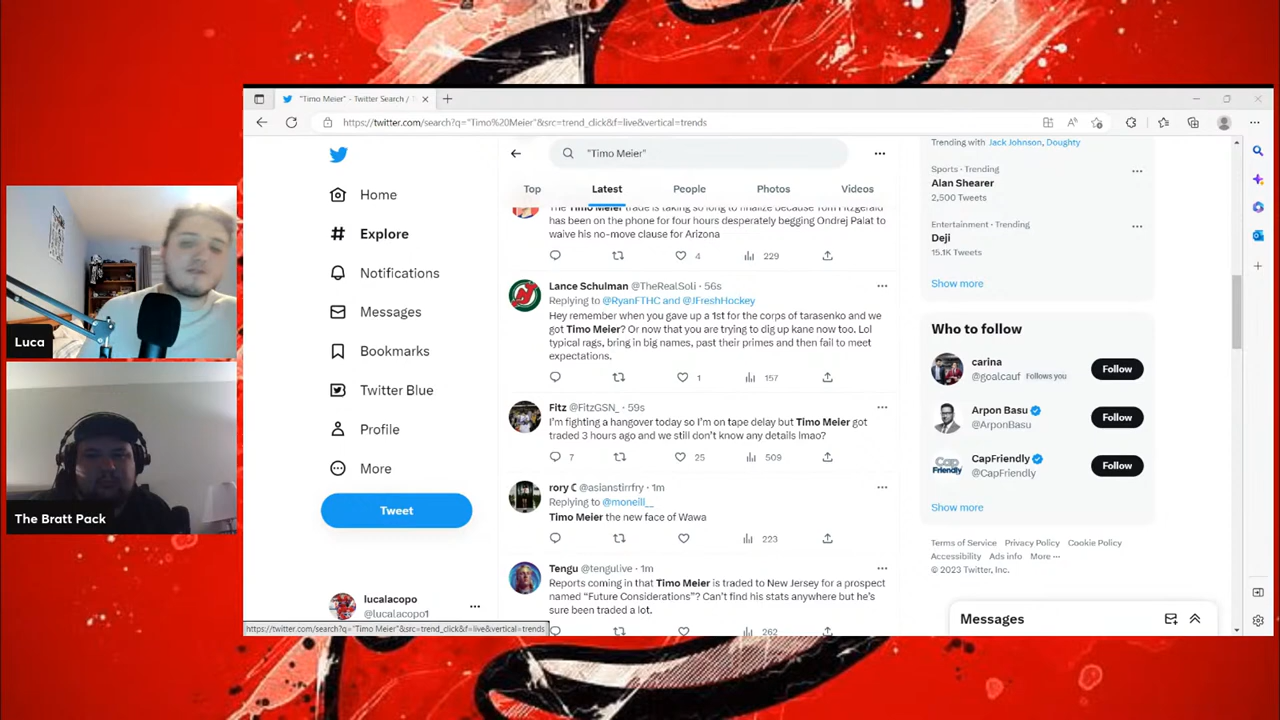 "Timo Meier" - Twitter Search / T
https://twitter.com/search?q="Timo%20Meier"&src=trend_click&f=live&vertical=trends
Home
Explore
Notifications
Messages
Bookmarks
Twitter Blue
Profile
More
Tweet
lucalacopo
@lucalacopo1
https://twitter.com/search?q="Timo Meier"&src=trend_click&f=live&vertical=trends
"Timo Meier"
Top
Latest
People
Photos
Videos
The Timo Meier trade is taking so long to finalize because Tom Fitzgerald
has been on the phone for four hours desperately begging Ondrej Palat to
waive his no-move clause for Arizona
4
229
Lance Schulman @TheRealSoli · 56s
Replying to @RyanFTHC and @JFreshHockey
Hey remember when you gave up a 1st for the corps of tarasenko and we
got Timo Meier? Or now that you are trying to dig up kane now too. Lol
typical rags, bring in big names, past their primes and then fail to meet
expectations.
1
157
Fitz @FitzGSN_ · 59s
I'm fighting a hangover today so I'm on tape delay but Timo Meier got
traded 3 hours ago and we still don't know any details lmao?
7
25
509
rory ☾ @asianstirfry · 1m
Replying to @moneill__
Timo Meier the new face of Wawa
223
Tengu @tengulive · 1m
Reports coming in that Timo Meier is traded to New Jersey for a prospect
named "Future Considerations"? Can't find his stats anywhere but he's
sure been traded a lot.
262
Trending with Jack Johnson, Doughty
Sports · Trending
Alan Shearer
2,500 Tweets
Entertainment · Trending
Deji
15.1K Tweets
Show more
Who to follow
carina
@goalcauf Follows you
Follow
Arpon Basu
@ArponBasu
Follow
CapFriendly
@CapFriendly
Follow
Cap
Friendly
Show more
Terms of Service Privacy Policy Cookie Policy
Accessibility Ads info More ···
© 2023 Twitter, Inc.
Messages
Luca
The Bratt Pack